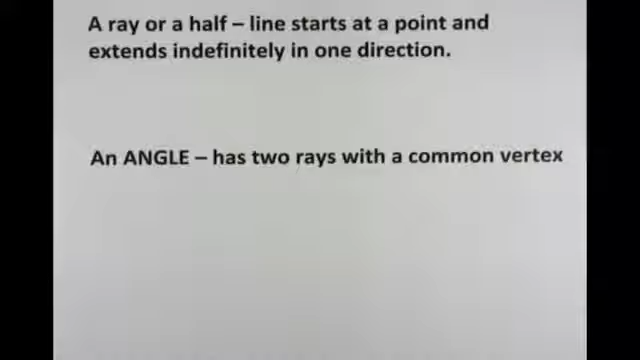 A ray or a half – line starts at a point and
extends indefinitely in one direction.
An ANGLE – has two rays with a common vertex